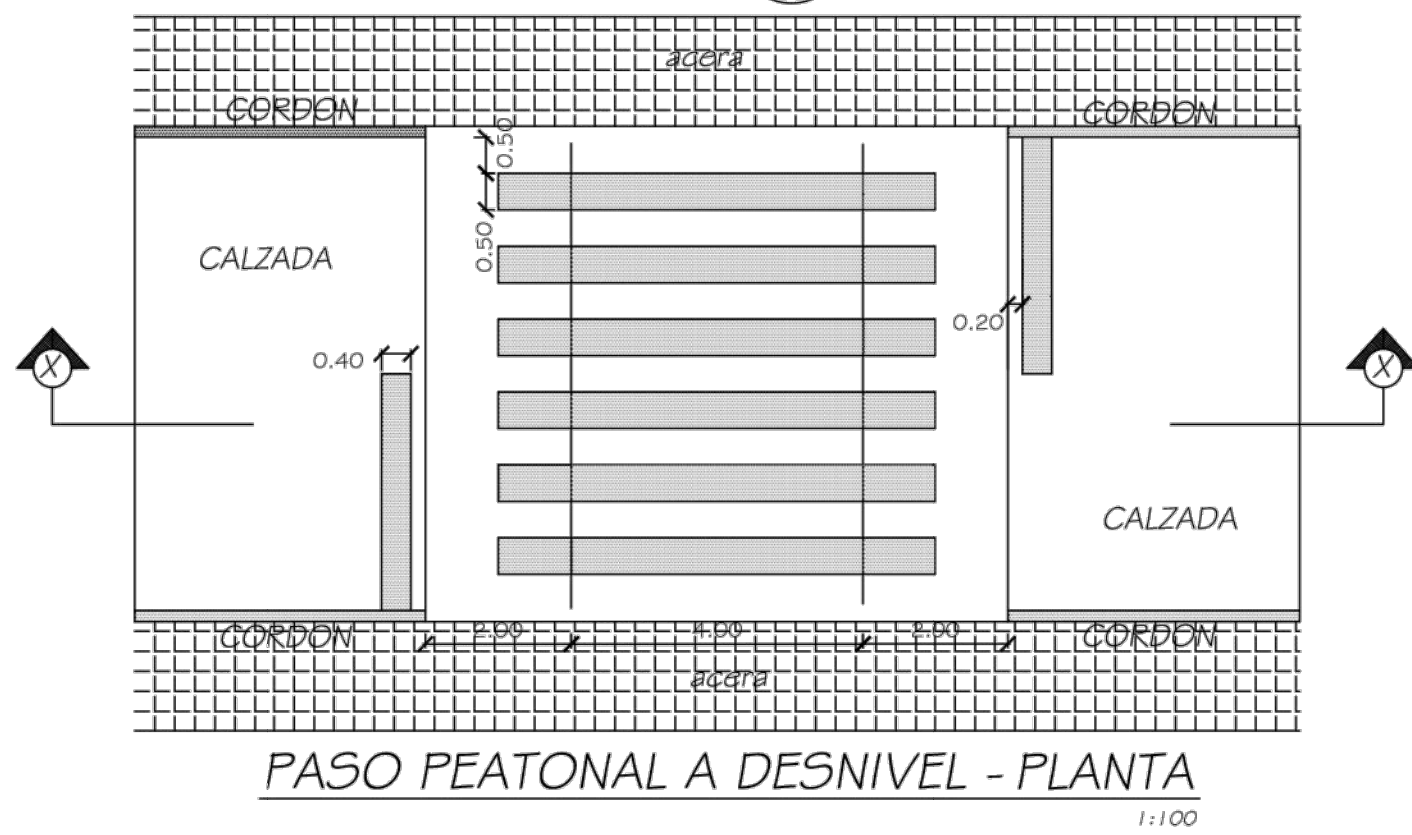 acera
CORDON
CORDON
0.50
0.50
CALZADA
0.20
0.40
X
X
CALZADA
CORDON
2.00
4.00
2.00
CORDON
acera
PASO PEATONAL A DESNIVEL - PLANTA
1:100